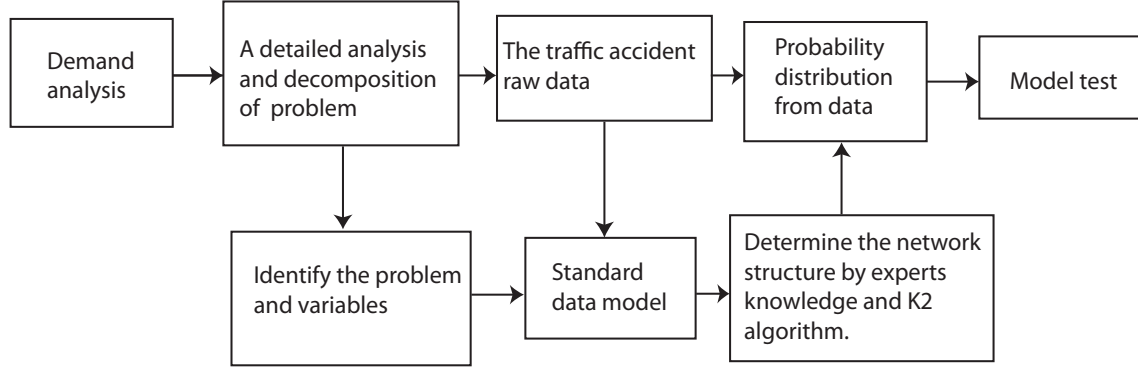 Demand
analysis
A detailed analysis
and decomposition
of problem
The traffic accident
raw data
Probability
distribution
from data
Model test
Identify the problem
and variables
Standard
data model
Determine the network
structure by experts
knowledge and K2
algorithm.